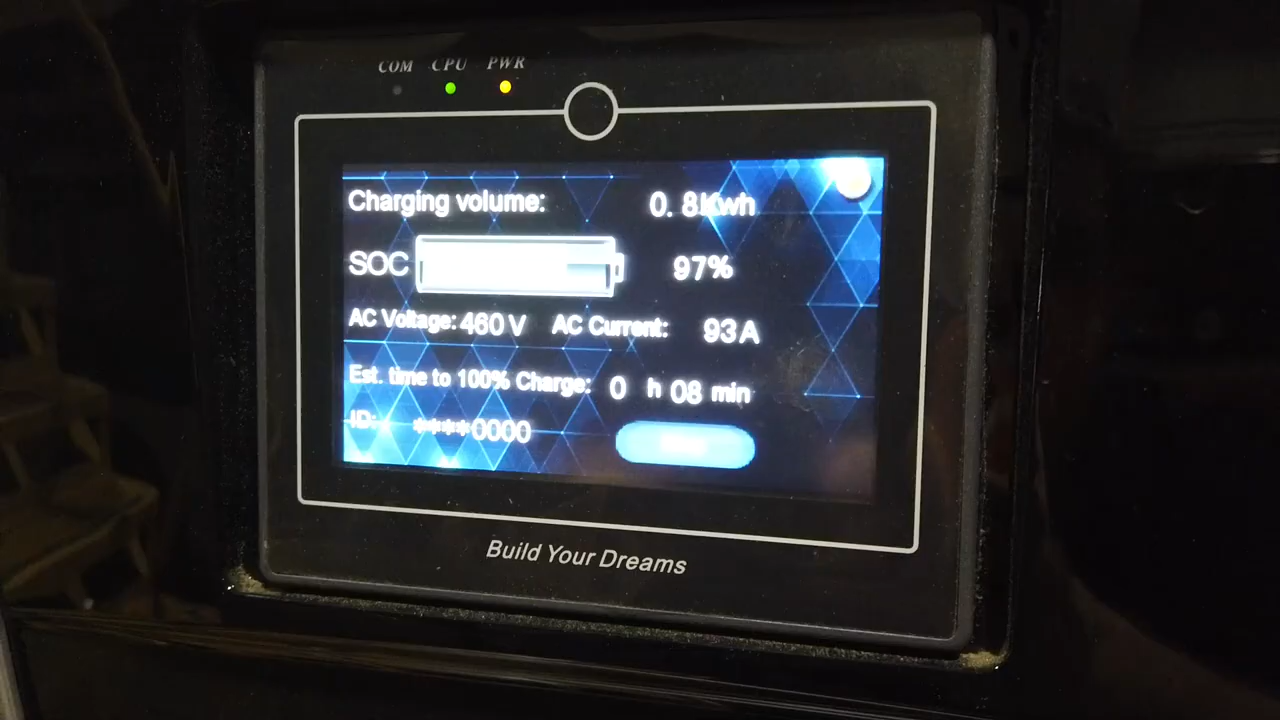 COM CPU PWR
Charging volume: 0.8Kwh
SOC 97%
AC Voltage: 460 V AC Current: 93 A
Est. time to 100% Charge: 0 h 08 min
ID: ****0000
Build Your Dreams